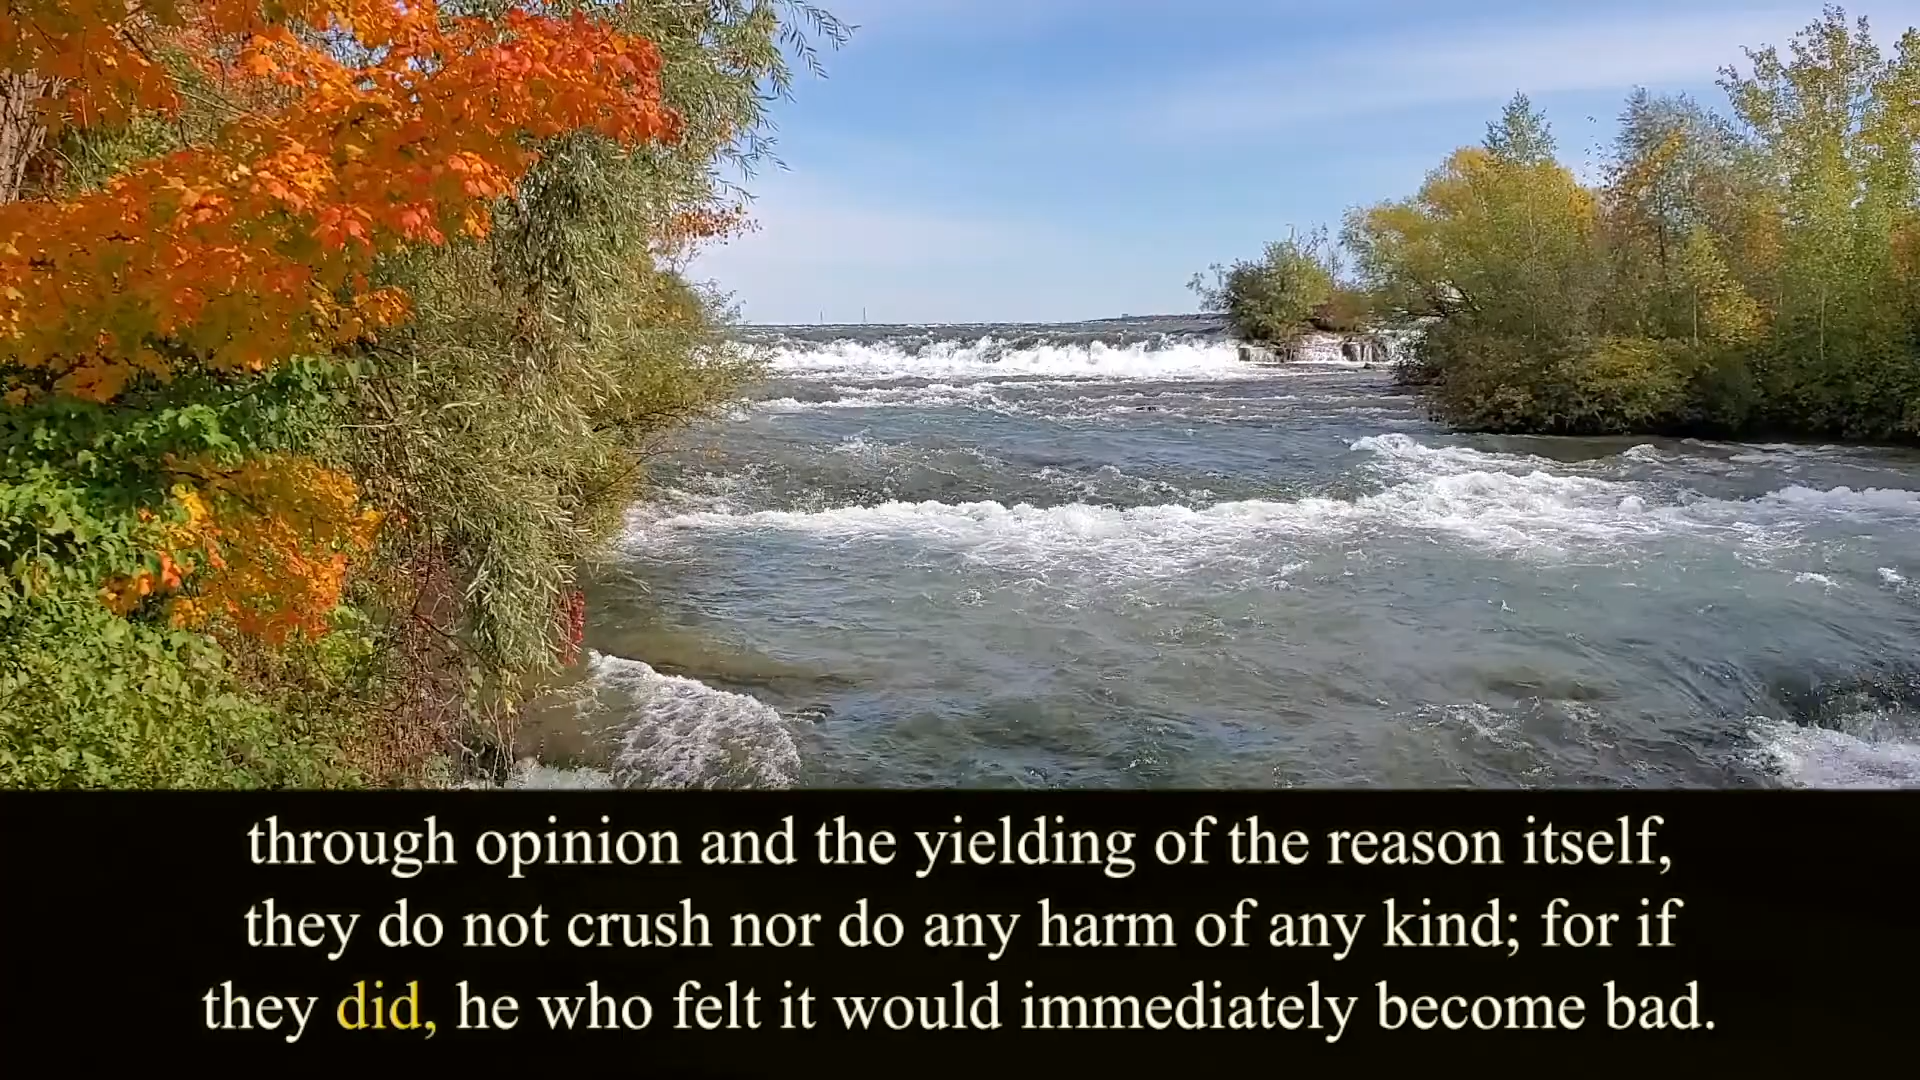 through opinion and the yielding of the reason itself,
they do not crush nor do any harm of any kind; for if
they did, he who felt it would immediately become bad.